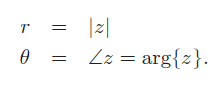 r = |z|
θ = ∠z = arg{z}.